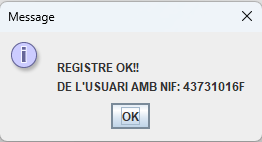 Message
REGISTRE OK!!
DE L'USUARI AMB NIF: 43731016F
OK